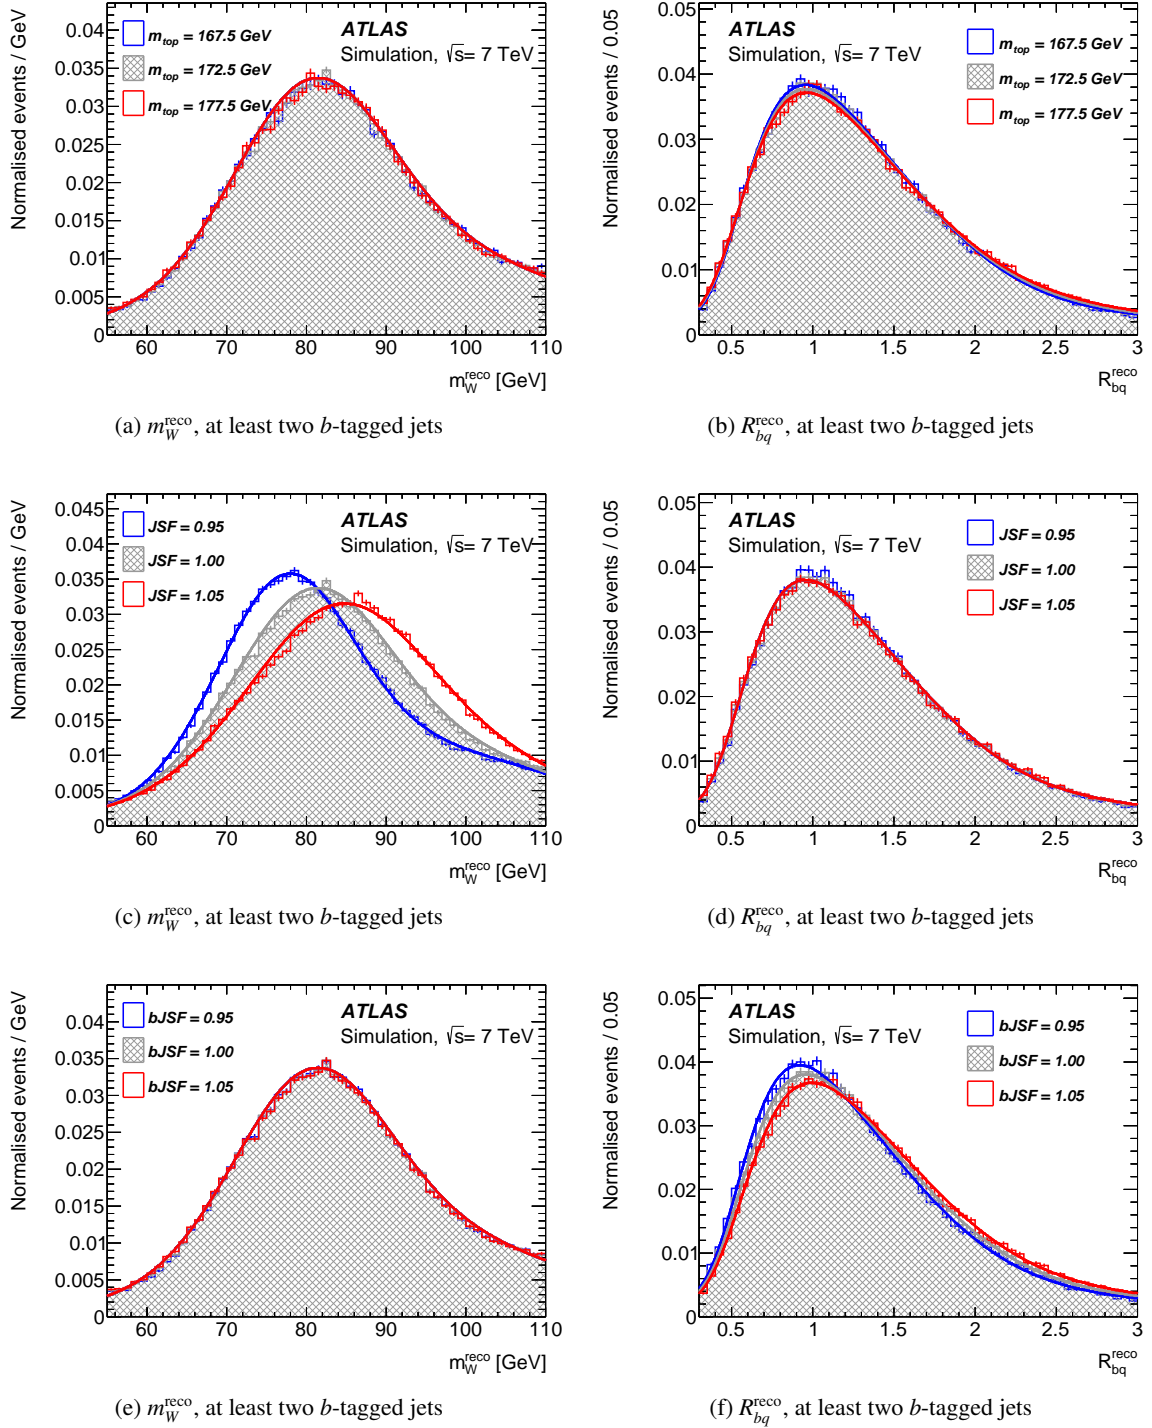 Normalised events / GeV
0.04
0.035
0.03
0.025
0.02
0.015
0.01
0.005
0
m_top = 167.5 GeV
m_top = 172.5 GeV
m_top = 177.5 GeV
ATLAS
Simulation, √s= 7 TeV
60 70 80 90 100 110
m_W^reco [GeV]
(a) m_W^reco, at least two b-tagged jets
Normalised events / 0.05
0.05
0.04
0.03
0.02
0.01
0
ATLAS
Simulation, √s= 7 TeV
m_top = 167.5 GeV
m_top = 172.5 GeV
m_top = 177.5 GeV
0.5 1 1.5 2 2.5 3
R_bq^reco
(b) R_bq^reco, at least two b-tagged jets
Normalised events / GeV
0.045
0.04
0.035
0.03
0.025
0.02
0.015
0.01
0.005
0
JSF = 0.95
JSF = 1.00
JSF = 1.05
ATLAS
Simulation, √s= 7 TeV
60 70 80 90 100 110
m_W^reco [GeV]
(c) m_W^reco, at least two b-tagged jets
Normalised events / 0.05
0.05
0.04
0.03
0.02
0.01
0
ATLAS
Simulation, √s= 7 TeV
JSF = 0.95
JSF = 1.00
JSF = 1.05
0.5 1 1.5 2 2.5 3
R_bq^reco
(d) R_bq^reco, at least two b-tagged jets
Normalised events / GeV
0.04
0.035
0.03
0.025
0.02
0.015
0.01
0.005
0
bJSF = 0.95
bJSF = 1.00
bJSF = 1.05
ATLAS
Simulation, √s= 7 TeV
60 70 80 90 100 110
m_W^reco [GeV]
(e) m_W^reco, at least two b-tagged jets
Normalised events / 0.05
0.05
0.04
0.03
0.02
0.01
0
ATLAS
Simulation, √s= 7 TeV
bJSF = 0.95
bJSF = 1.00
bJSF = 1.05
0.5 1 1.5 2 2.5 3
R_bq^reco
(f) R_bq^reco, at least two b-tagged jets